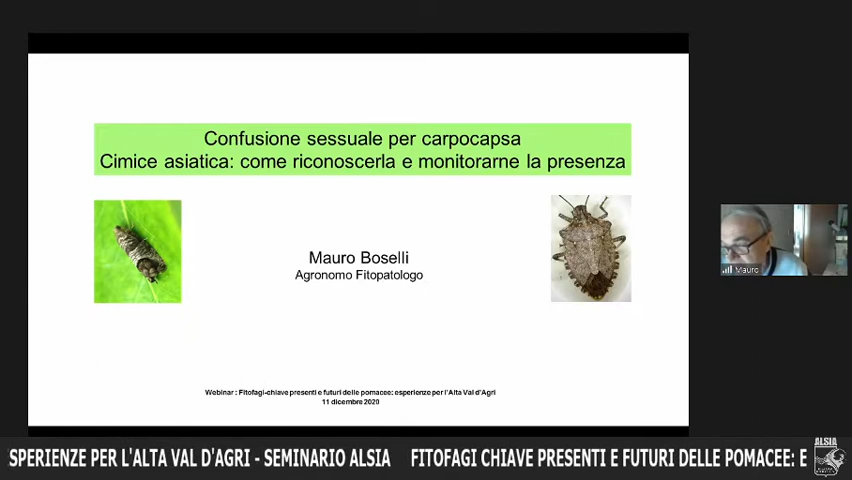 Confusione sessuale per carpocapsa
Cimice asiatica: come riconoscerla e monitorarne la presenza
Mauro Boselli
Agronomo Fitopatologo
Mauro
Webinar : Fitofagi-chiave presenti e futuri delle pomacee: esperienze per l'Alta Val d'Agri
11 dicembre 2020
SPERIENZE PER L'ALTA VAL D'AGRI - SEMINARIO ALSIA FITOFAGI CHIAVE PRESENTI E FUTURI DELLE POMACEE: E
ALSIA